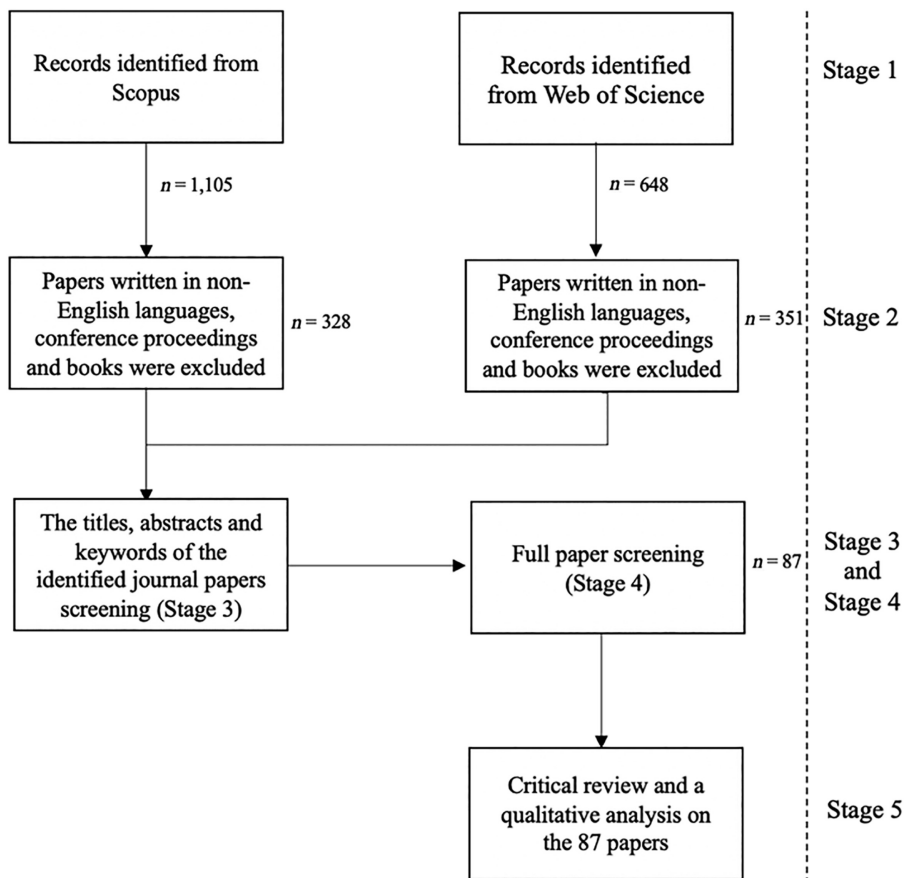 Records identified from
Scopus
Records identified
from Web of Science
Stage 1
n = 1,105
n = 648
Papers written in non-
English languages,
conference proceedings
and books were excluded
n = 328
Papers written in non-
English languages,
conference proceedings
and books were excluded
n = 351
Stage 2
The titles, abstracts and
keywords of the
identified journal papers
screening (Stage 3)
Full paper screening
(Stage 4)
n = 87
Stage 3
and
Stage 4
Critical review and a
qualitative analysis on
the 87 papers
Stage 5